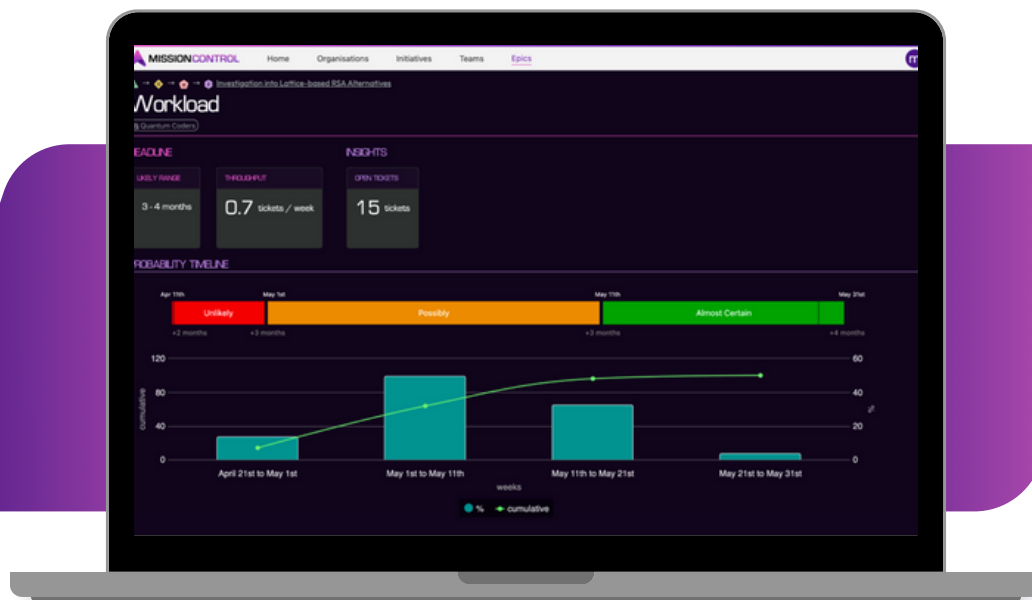 MISSIONCONTROL Home Organisations Initiatives Teams Epics m
Investigation into Lattice-based RSA Alternatives
Workload
Quantum Coders
EADLINE INSIGHTS
LIKELY RANGE THROUGHPUT OPEN TICKETS
3 - 4 months 0.7 tickets / week 15 tickets
PROBABILITY TIMELINE
Apr 11th May 1st May 11th May 31st
Unlikely Possibly Almost Certain
+2 months +3 months +3 months +4 months
120 60
80 40
40 20
0 0
cumulative
%
April 21st to May 1st May 1st to May 11th May 11th to May 21st May 21st to May 31st
weeks
% cumulative